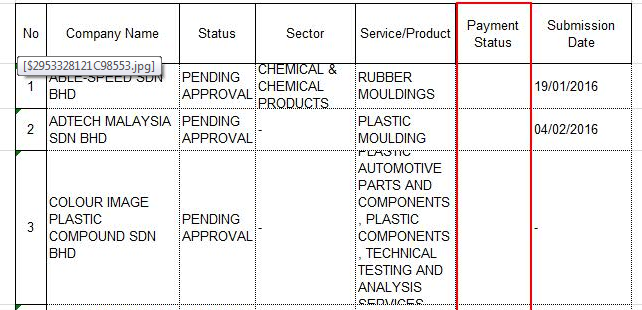 No
Company Name
Status
Sector
Service/Product
Payment
Status
Submission
Date
[$2953328121C98553.jpg]
1
ABLE-SPEED SDN
BHD
PENDING
APPROVAL
CHEMICAL &
CHEMICAL
PRODUCTS
RUBBER
MOULDINGS
19/01/2016
2
ADTECH MALAYSIA
SDN BHD
PENDING
APPROVAL
-
PLASTIC
MOULDING
04/02/2016
3
COLOUR IMAGE
PLASTIC
COMPOUND SDN
BHD
PENDING
APPROVAL
-
PLASTIC
AUTOMOTIVE
PARTS AND
COMPONENTS
, PLASTIC
COMPONENTS
, TECHNICAL
TESTING AND
ANALYSIS
SERVICES
-